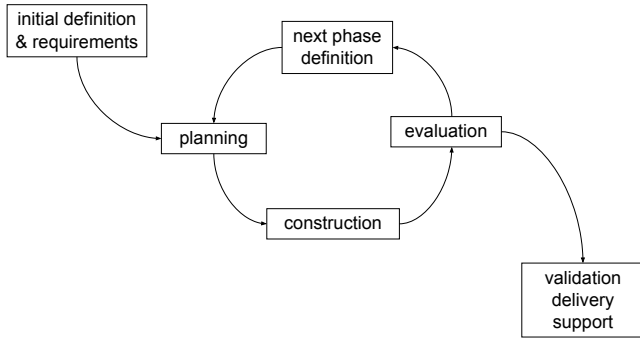 initial definition
& requirements
next phase
definition
planning
evaluation
construction
validation
delivery
support